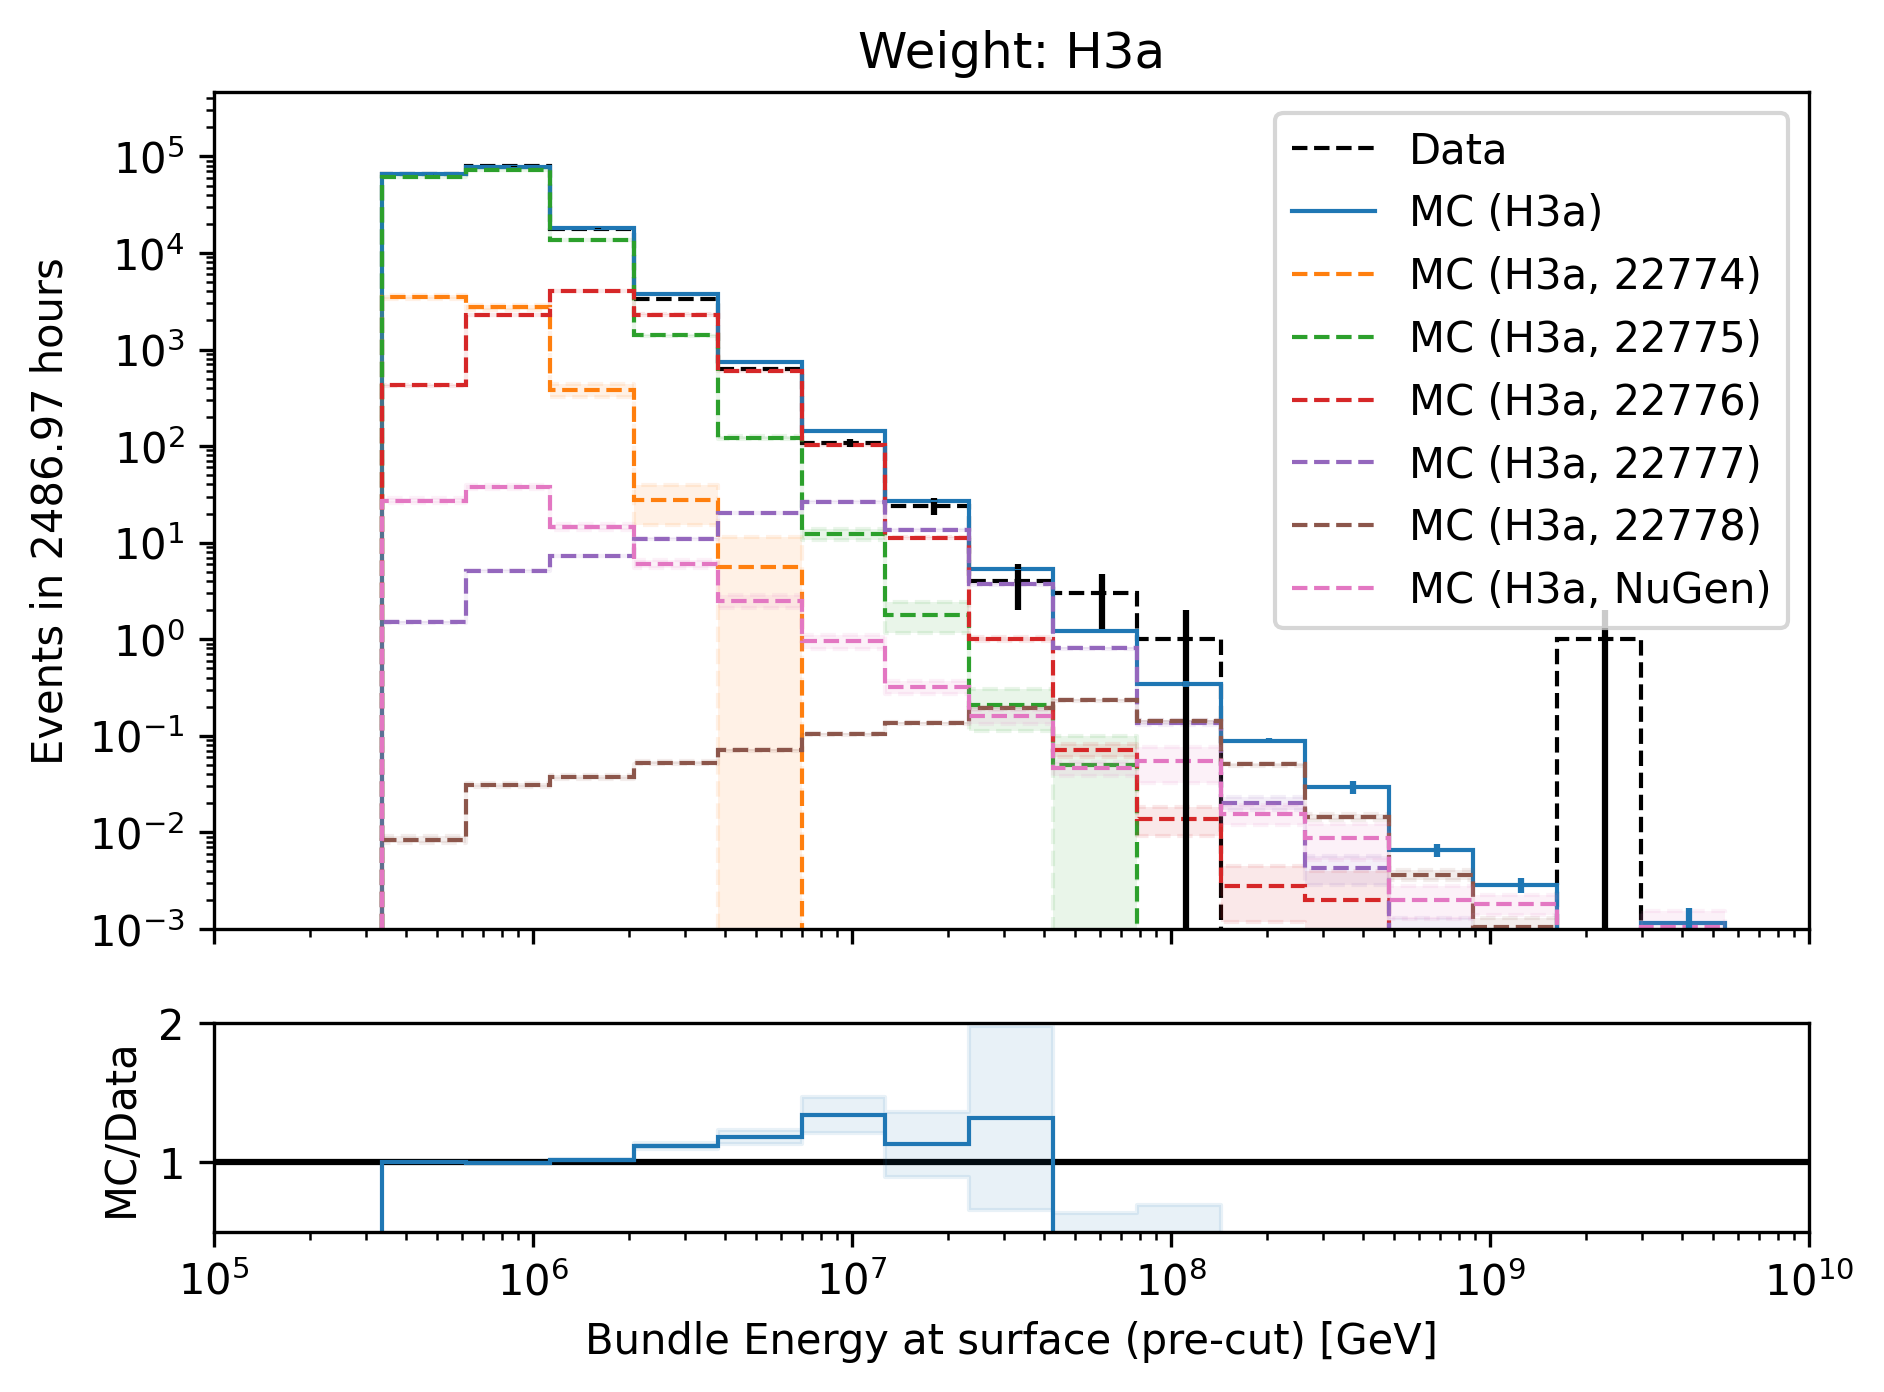 Weight: H3a
Events in 2486.97 hours
10⁵
10⁴
10³
10²
10¹
10⁰
10⁻¹
10⁻²
10⁻³
Data
MC (H3a)
MC (H3a, 22774)
MC (H3a, 22775)
MC (H3a, 22776)
MC (H3a, 22777)
MC (H3a, 22778)
MC (H3a, NuGen)
MC/Data
2
1
10⁵ 10⁶ 10⁷ 10⁸ 10⁹ 10¹⁰
Bundle Energy at surface (pre-cut) [GeV]